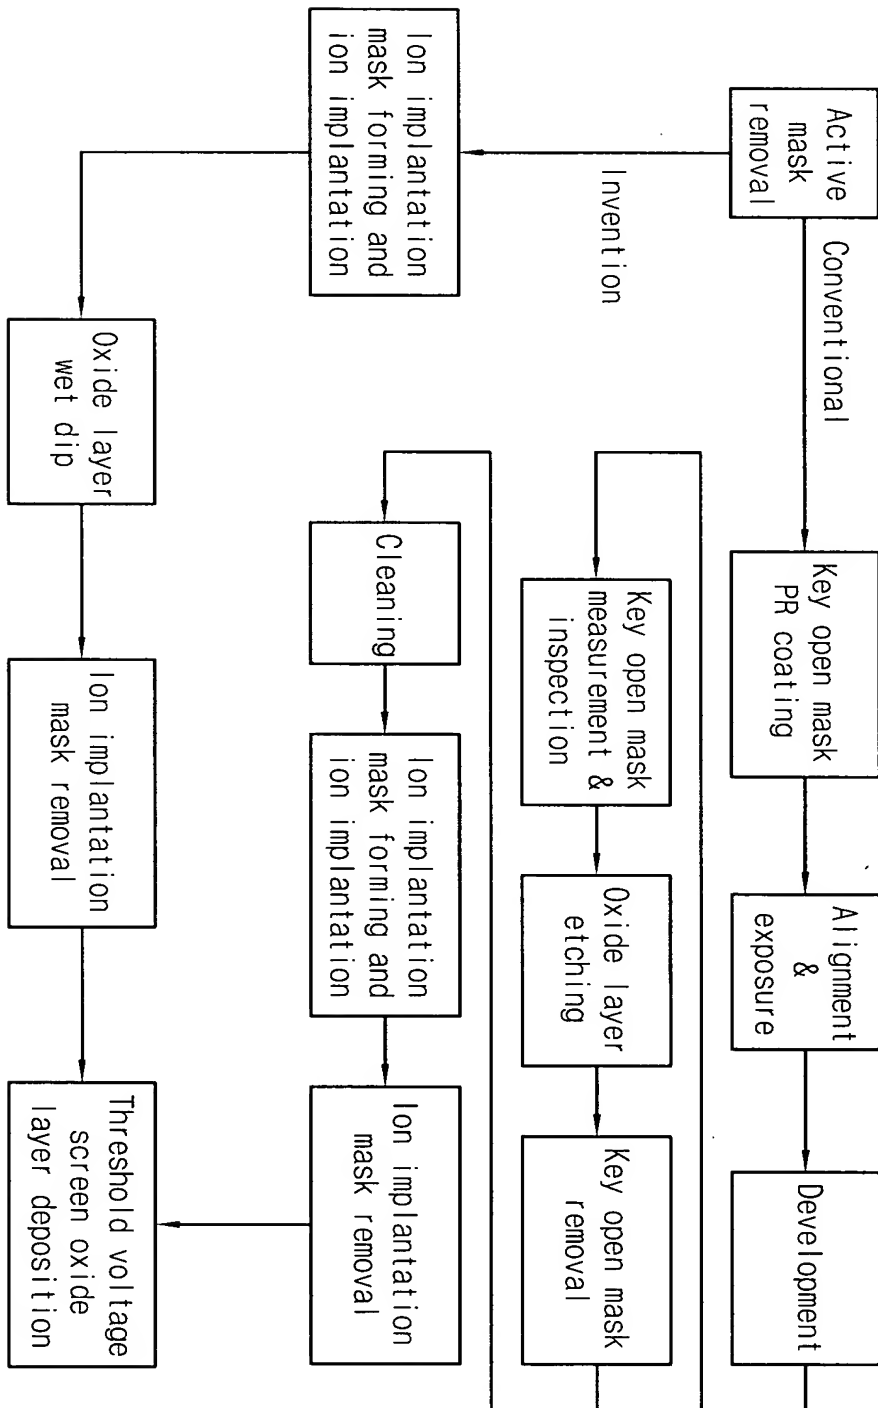 Active
mask
removal
Conventional
Key open mask
PR coating
Alignment
&
exposure
Development
Invention
Key open mask
measurement &
inspection
Oxide layer
etching
Key open mask
removal
Ion implantation
mask forming and
ion implantation
Cleaning
Ion implantation
mask forming and
ion implantation
Ion implantation
mask removal
Oxide layer
wet dip
Ion implantation
mask removal
Threshold voltage
screen oxide
layer deposition